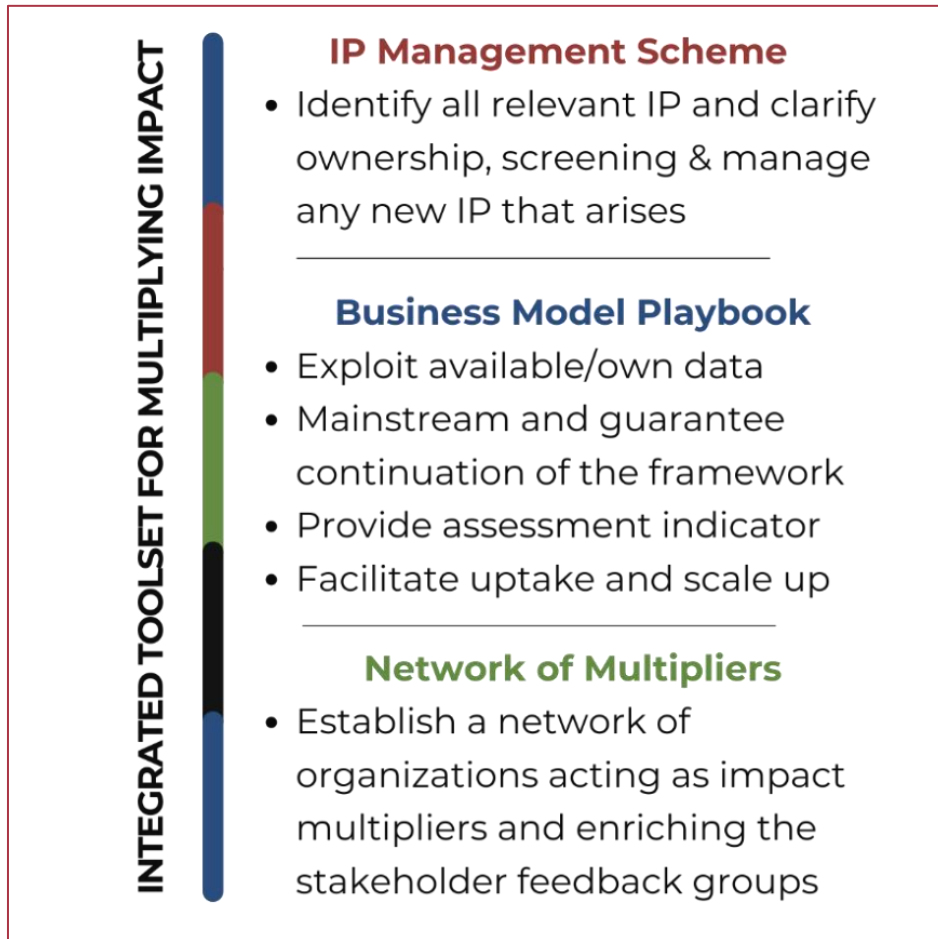 INTEGRATED TOOLSET FOR MULTIPLYING IMPACT
IP Management Scheme
• Identify all relevant IP and clarify
ownership, screening & manage
any new IP that arises
Business Model Playbook
• Exploit available/own data
• Mainstream and guarantee
continuation of the framework
• Provide assessment indicator
• Facilitate uptake and scale up
Network of Multipliers
• Establish a network of
organizations acting as impact
multipliers and enriching the
stakeholder feedback groups